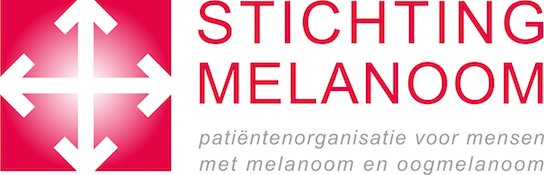 STICHTING
MELANOOM
patiëntenorganisatie voor mensen
met melanoom en oogmelanoom